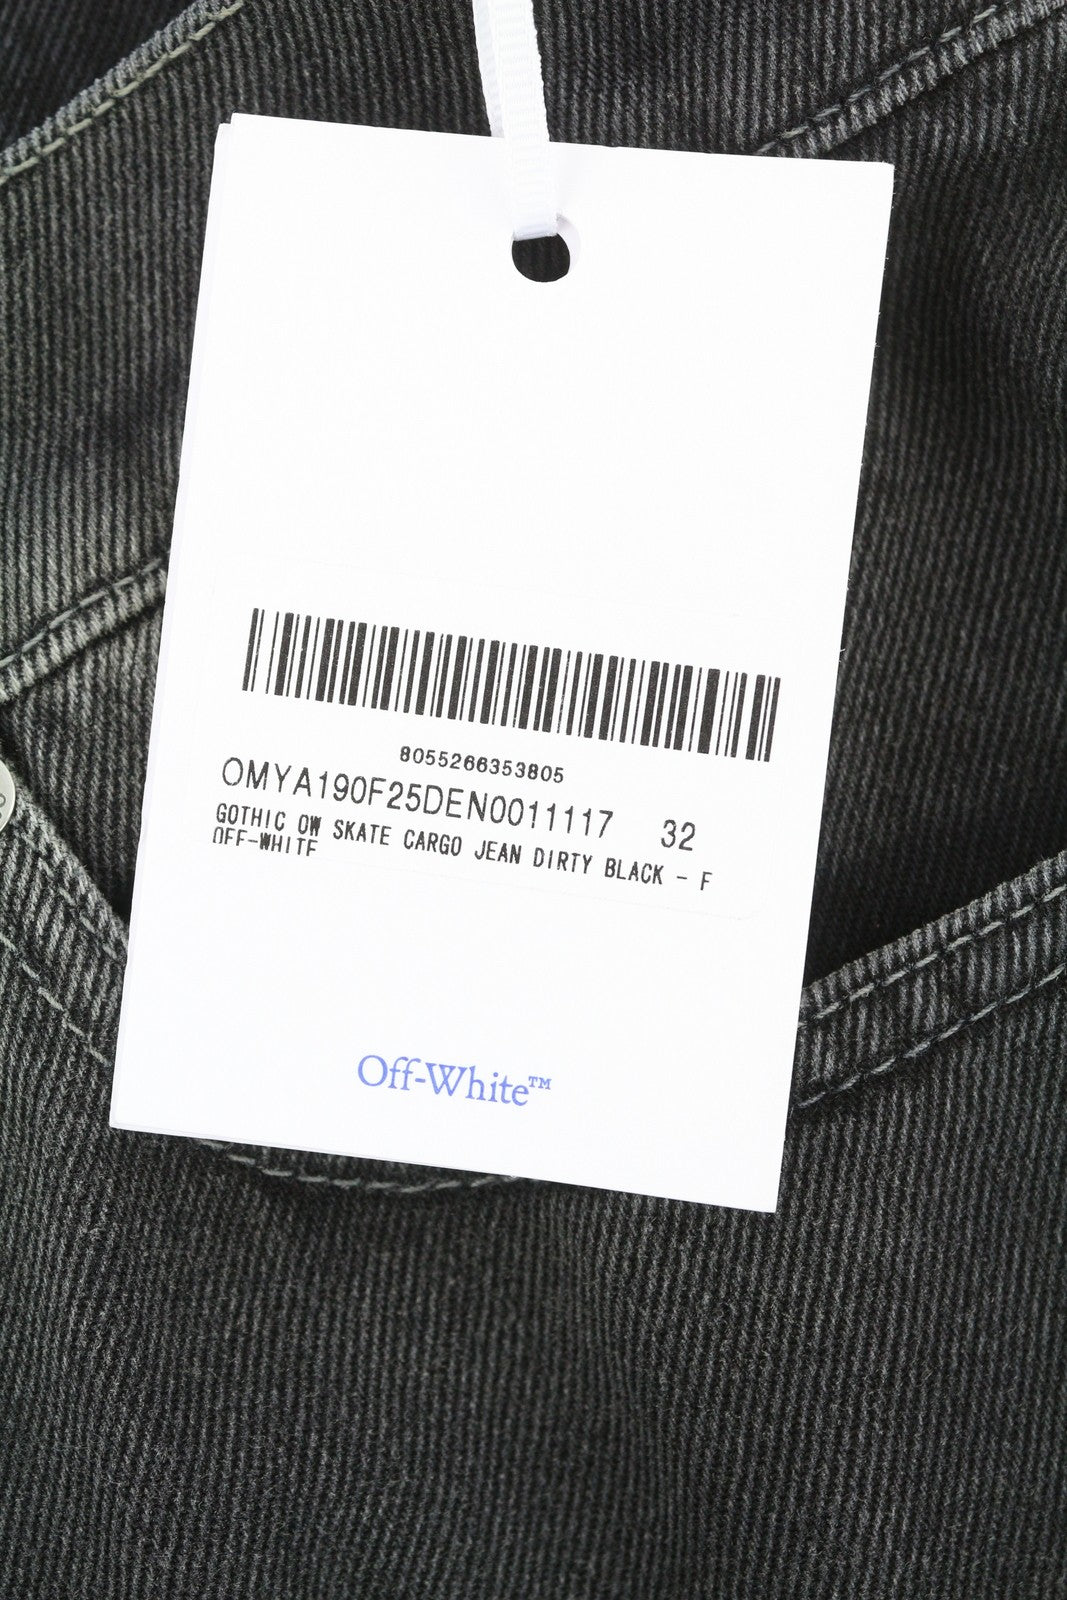 8055266353805
OMYA190F25DEN0011117 32
GOTHIC OW SKATE CARGO JEAN DIRTY BLACK - F
OFF-WHITE
Off-White™